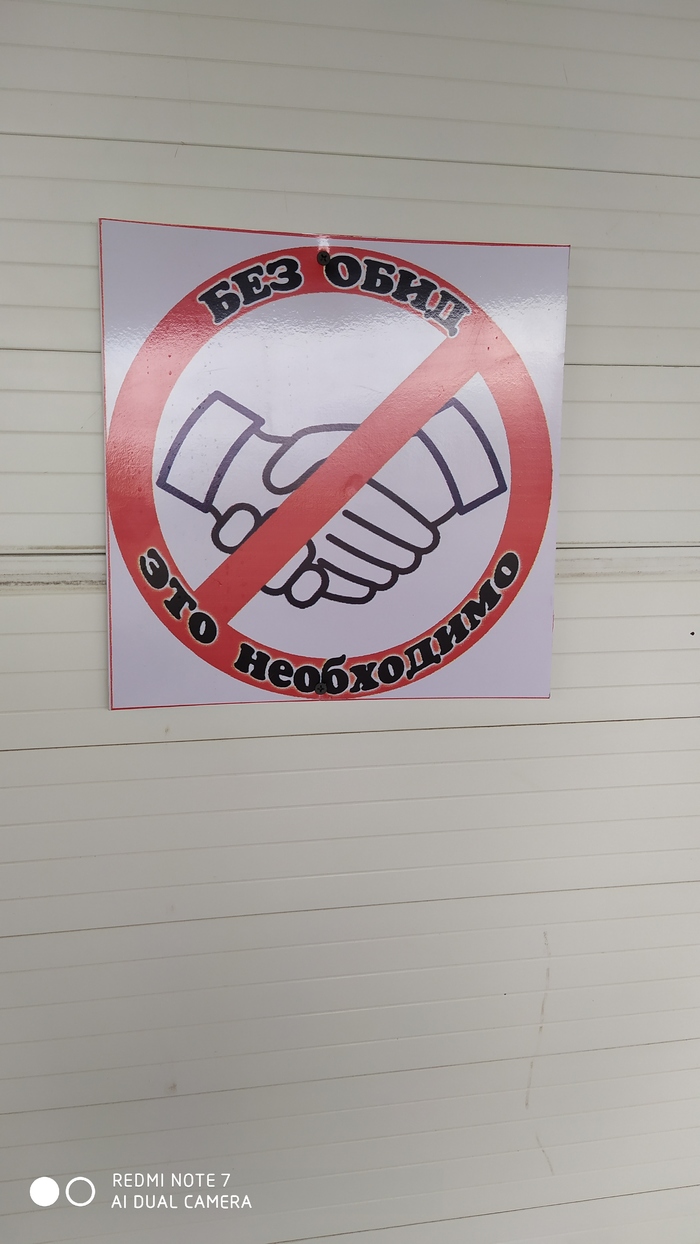 БЕЗ ОБИД
это необходимо
REDMI NOTE 7
AI DUAL CAMERA